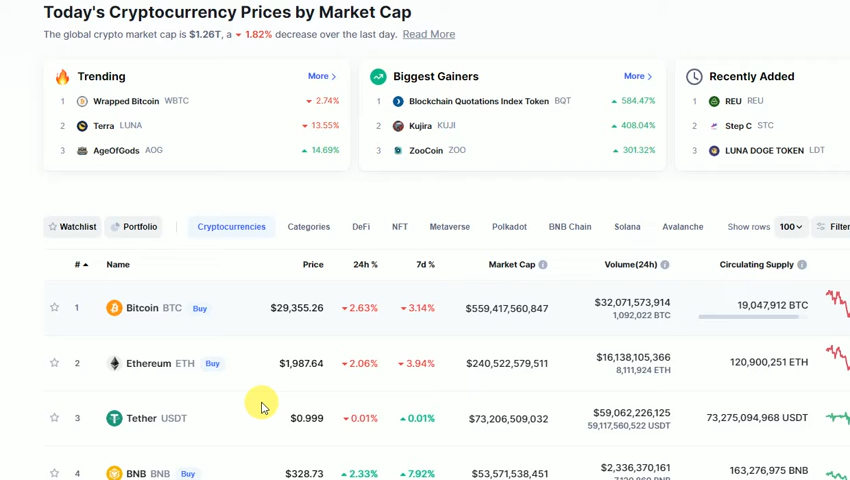 Today's Cryptocurrency Prices by Market Cap
The global crypto market cap is $1.26T, a 1.82% decrease over the last day. Read More
Trending More
1 Wrapped Bitcoin WBTC 2.74%
2 Terra LUNA 13.55%
3 AgeOfGods AOG 14.69%
Biggest Gainers More
1 Blockchain Quotations Index Token BQT 584.47%
2 Kujira KUJI 408.04%
3 ZooCoin ZOO 301.32%
Recently Added
1 REU REU
2 Step C STC
3 LUNA DOGE TOKEN LDT
Watchlist Portfolio Cryptocurrencies Categories DeFi NFT Metaverse Polkadot BNB Chain Solana Avalanche Show rows 100 Filter
# Name Price 24h % 7d % Market Cap Volume(24h) Circulating Supply
1 Bitcoin BTC Buy $29,355.26 2.63% 3.14% $559,417,560,847 $32,071,573,914 19,047,912 BTC
1,092,022 BTC
2 Ethereum ETH Buy $1,987.64 2.06% 3.94% $240,522,579,511 $16,138,105,366 120,900,251 ETH
8,111,924 ETH
3 Tether USDT $0.999 0.01% 0.01% $73,206,509,032 $59,062,226,125 73,275,094,968 USDT
59,117,560,522 USDT
4 BNB BNB Buy $328.73 2.33% 7.92% $53,571,538,451 $2,336,370,161 163,276,975 BNB